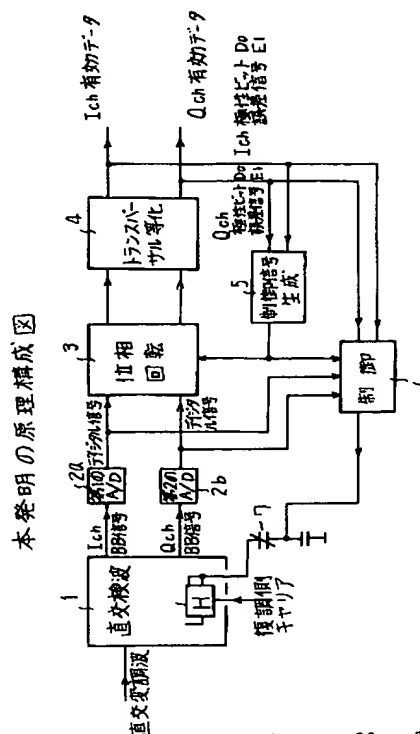 本発明の原理構成図
直交変調波
1
直交検波
H
復調側
キャリア
Ich
BB信号
Qch
BB信号
2a
第1の
A/D
第2の
A/D
2b
ディジタル信号
ディジタ
ル信号
3
位相
回転
4
トランスバー
サル等化
Ich 有効データ
Qch 有効データ
Ich 極性ビット Do
誤差信号 E1
Qch
極性ビット Do
誤差信号 E1
5
制御信号
生成
制御
7